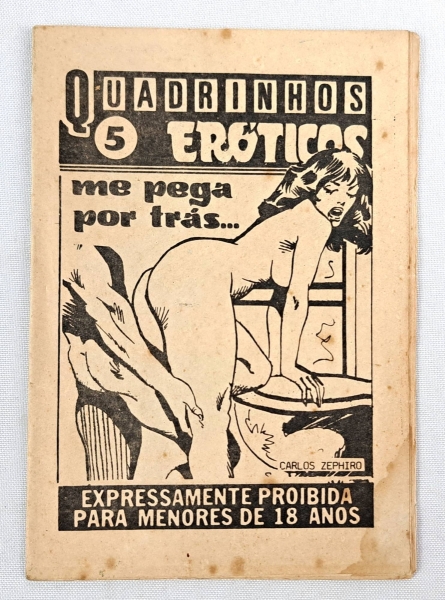 QUADRINHOS
5 ERÓTICOS
me pega
por trás...
CARLOS ZEPHIRO
EXPRESSAMENTE PROIBIDA
PARA MENORES DE 18 ANOS